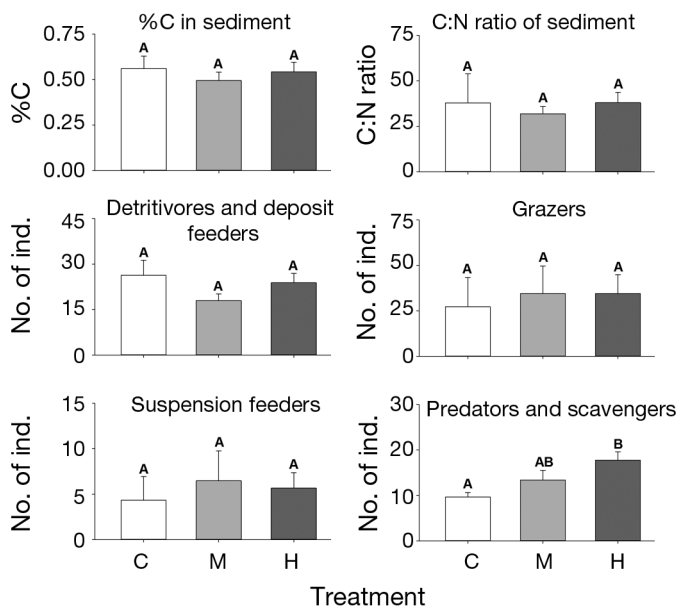 %C in sediment
%C
0.75
0.50
0.25
0.00
A
A
A
C:N ratio of sediment
C:N ratio
75
50
25
0
A
A
A
Detritivores and deposit
feeders
No. of ind.
45
30
15
0
A
A
A
Grazers
No. of ind.
75
50
25
0
A
A
A
Suspension feeders
No. of ind.
15
10
5
0
A
A
A
C
M
H
Predators and scavengers
No. of ind.
30
20
10
0
A
AB
B
C
M
H
Treatment